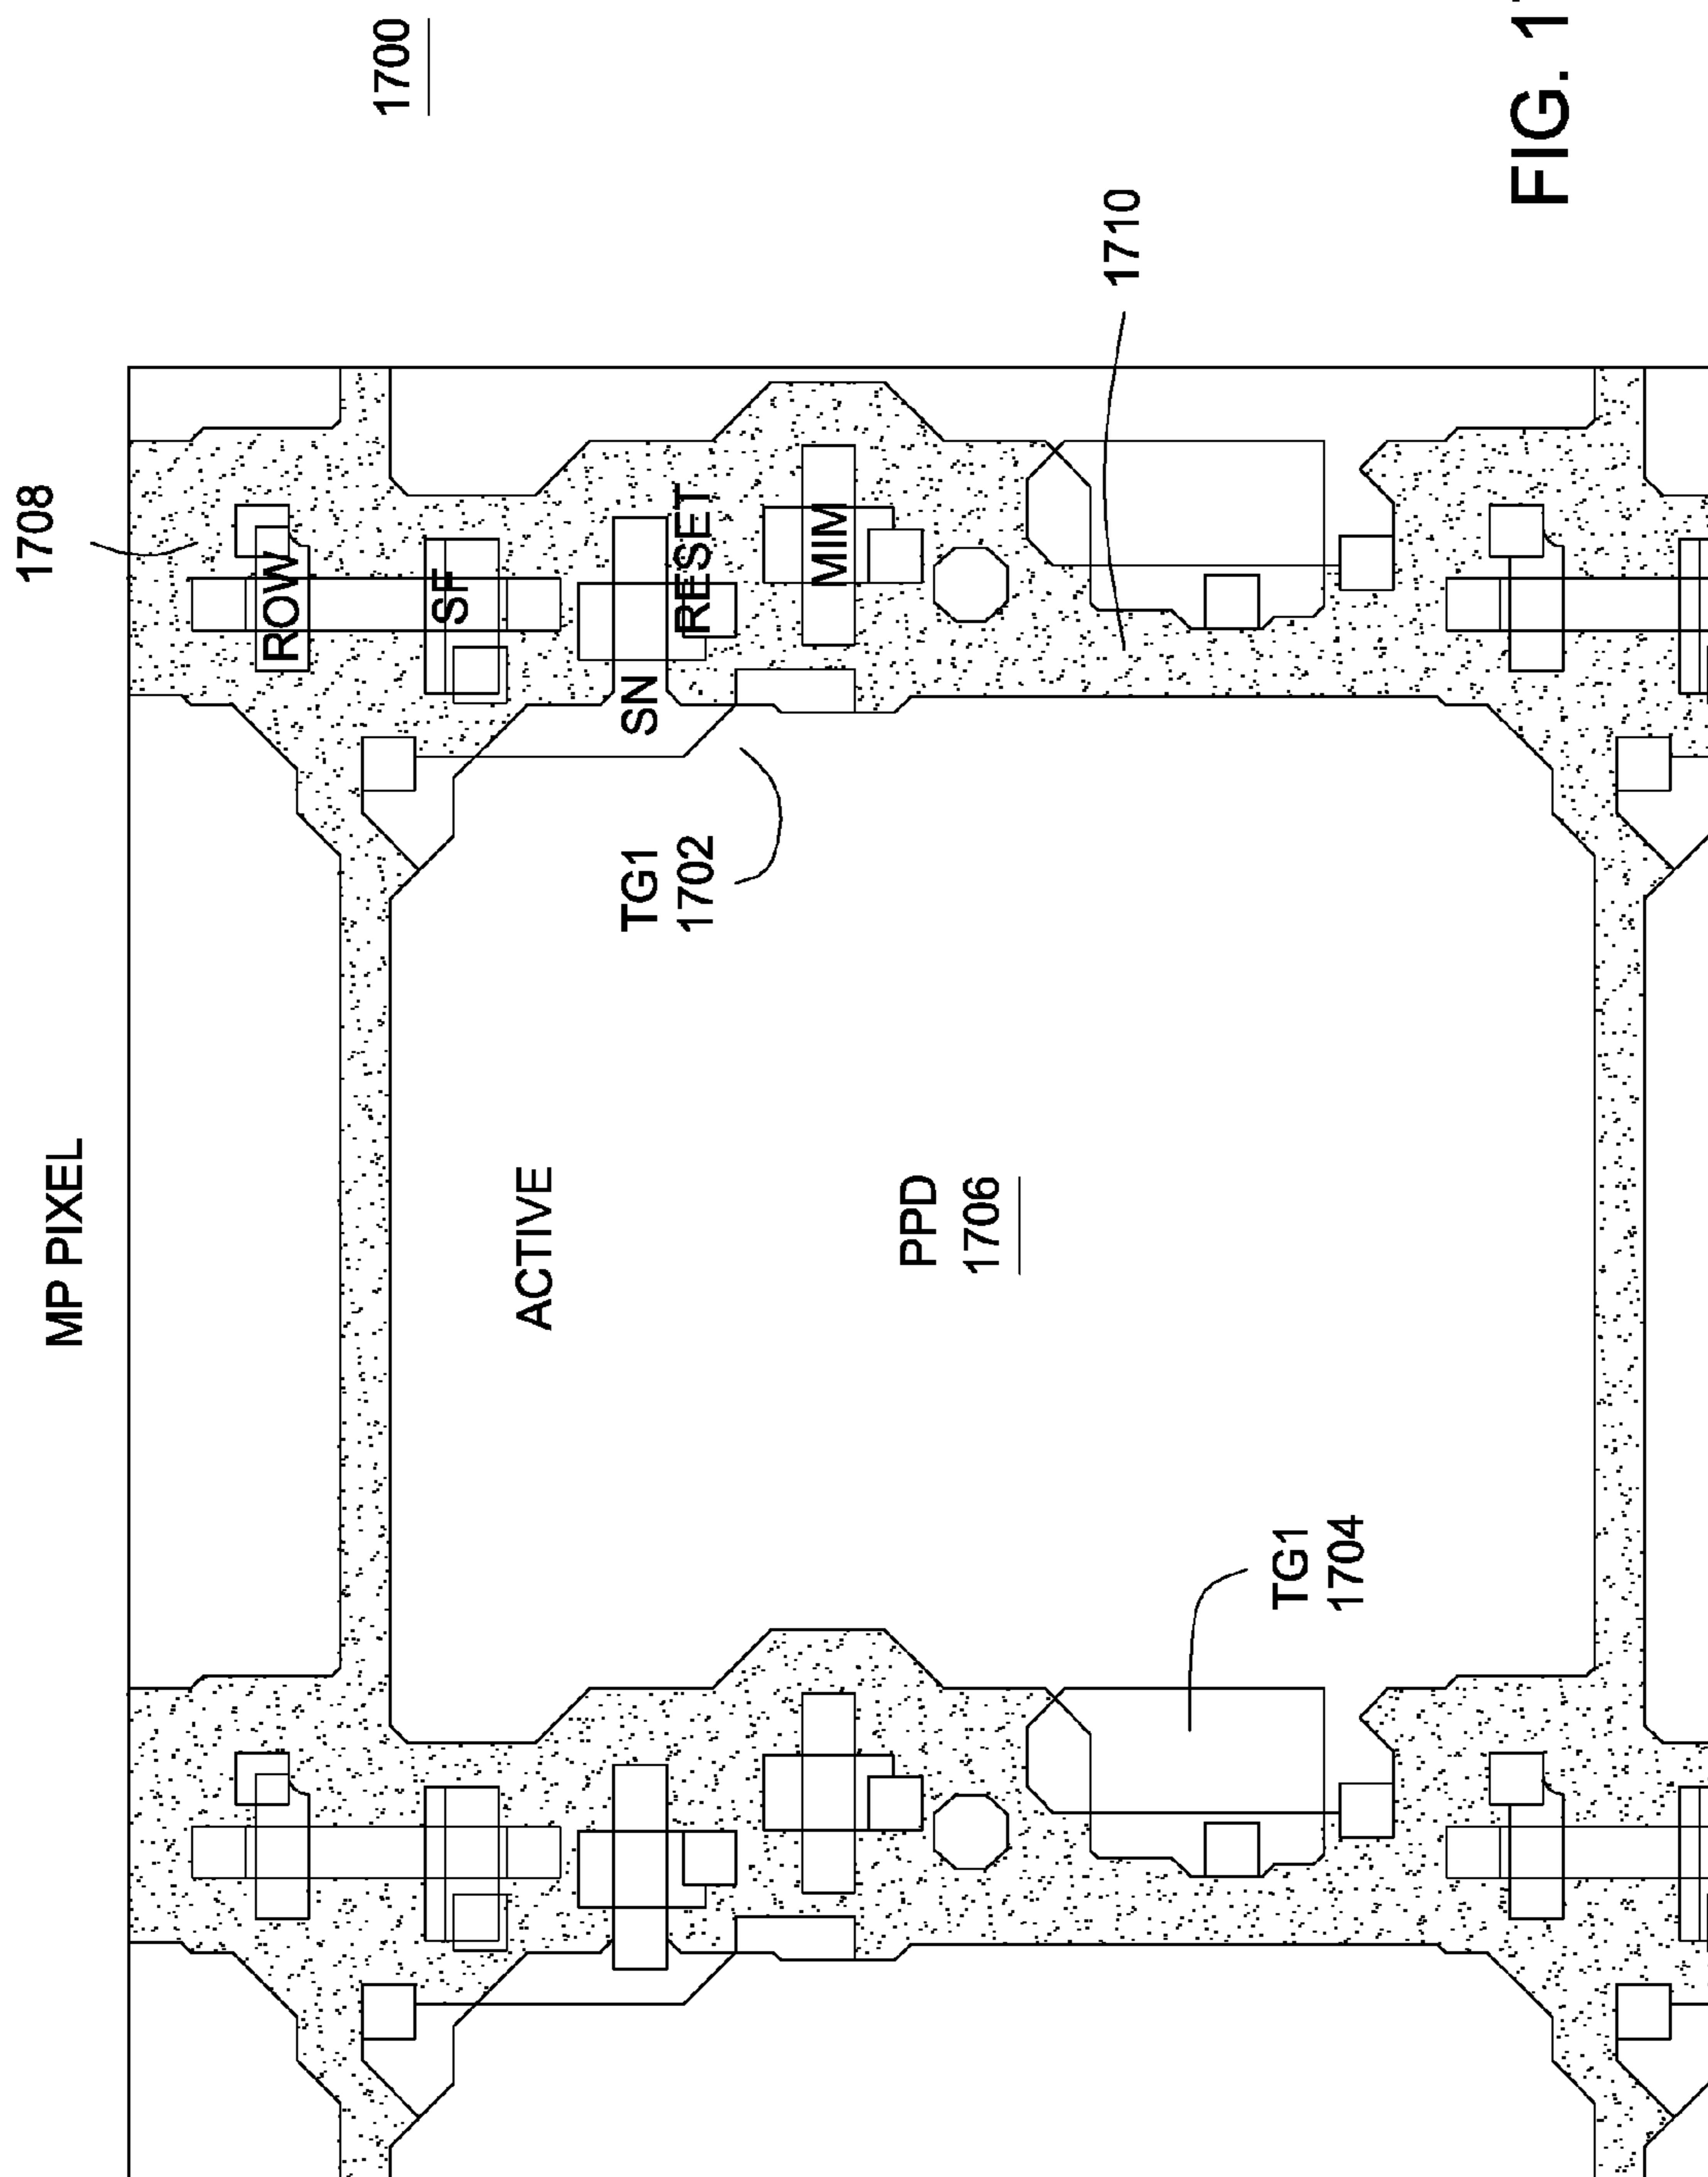 MP PIXEL
1708
1700
ROW
SF
ACTIVE
SN
RESET
TG1
1702
MIM
PPD
1706
1710
TG1
1704
FIG. 1